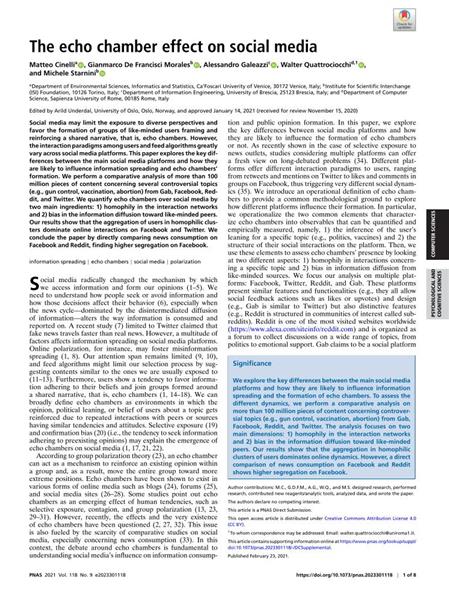 Check for
updates
The echo chamber effect on social media
Matteo Cinelli, Gianmarco De Francisci Morales, Alessandro Galeazzi, Walter Quattrociocchi,
and Michele Starnini
Department of Environmental Sciences, Informatics and Statistics, Ca'Foscari University of Venice, 30172 Venice, Italy; Institute for Scientific Interchange
(ISI) Foundation, 10126 Torino, Italy; Department of Information Engineering, University of Brescia, 25123 Brescia, Italy; and Department of Computer
Science, Sapienza University of Rome, 00185 Rome, Italy
Edited by Arild Underdal, University of Oslo, Oslo, Norway, and approved January 14, 2021 (received for review November 15, 2020)
Social media may limit the exposure to diverse perspectives and
favor the formation of groups of like-minded users framing and
reinforcing a shared narrative, that is, echo chambers. However,
the interaction paradigms among users and feed algorithms greatly
vary across social media platforms. This paper explores the key dif-
ferences between the main social media platforms and how they
are likely to influence information spreading and echo chambers'
formation. We perform a comparative analysis of more than 100
million pieces of content concerning several controversial topics
(e.g., gun control, vaccination, abortion) from Gab, Facebook, Red-
dit, and Twitter. We quantify echo chambers over social media by
two main ingredients: 1) homophily in the interaction networks
and 2) bias in the information diffusion toward like-minded peers.
Our results show that the aggregation of users in homophilic clus-
ters dominate online interactions on Facebook and Twitter. We
conclude the paper by directly comparing news consumption on
Facebook and Reddit, finding higher segregation on Facebook.
information spreading | echo chambers | social media | polarization
Social media radically changed the mechanism by which
we access information and form our opinions (1–5). We
need to understand how people seek or avoid information and
how those decisions affect their behavior (6), especially when
the news cycle—dominated by the disintermediated diffusion
of information—alters the way information is consumed and
reported on. A recent study (7) limited to Twitter claimed that
fake news travels faster than real news. However, a multitude of
factors affects information spreading on social media platforms.
Online polarization, for instance, may foster misinformation
spreading (1, 8). Our attention span remains limited (9, 10),
and feed algorithms might limit our selection process by sug-
gesting contents similar to the ones we are usually exposed to
(11–13). Furthermore, users show a tendency to favor informa-
tion adhering to their beliefs and join groups formed around
a shared narrative, that is, echo chambers (1, 14–18). We can
broadly define echo chambers as environments in which the
opinion, political leaning, or belief of users about a topic gets
reinforced due to repeated interactions with peers or sources
having similar tendencies and attitudes. Selective exposure (19)
and confirmation bias (20) (i.e., the tendency to seek information
adhering to preexisting opinions) may explain the emergence of
echo chambers on social media (1, 17, 21, 22).
According to group polarization theory (23), an echo chamber
can act as a mechanism to reinforce an existing opinion within
a group and, as a result, move the entire group toward more
extreme positions. Echo chambers have been shown to exist in
various forms of online media such as blogs (24), forums (25),
and social media sites (26–28). Some studies point out echo
chambers as an emerging effect of human tendencies, such as
selective exposure, contagion, and group polarization (13, 23,
29–31). However, recently, the effects and the very existence
of echo chambers have been questioned (2, 27, 32). This issue
is also fueled by the scarcity of comparative studies on social
media, especially concerning news consumption (33). In this
context, the debate around echo chambers is fundamental to
understanding social media's influence on information consump-
tion and public opinion formation. In this paper, we explore
the key differences between social media platforms and how
they are likely to influence the formation of echo chambers
or not. As recently shown in the case of selective exposure to
news outlets, studies considering multiple platforms can offer
a fresh view on long-debated problems (34). Different plat-
forms offer different interaction paradigms to users, ranging
from retweets and mentions on Twitter to likes and comments in
groups on Facebook, thus triggering very different social dynam-
ics (35). We introduce an operational definition of echo cham-
bers to provide a common methodological ground to explore
how different platforms influence their formation. In particular,
we operationalize the two common elements that character-
ize echo chambers into observables that can be quantified and
empirically measured, namely, 1) the inference of the user's
leaning for a specific topic (e.g., politics, vaccines) and 2) the
structure of their social interactions on the platform. Then, we
use these elements to assess echo chambers' presence by looking
at two different aspects: 1) homophily in interactions concern-
ing a specific topic and 2) bias in information diffusion from
like-minded sources. We focus our analysis on multiple plat-
forms: Facebook, Twitter, Reddit, and Gab. These platforms
present similar features and functionalities (e.g., they all allow
social feedback actions such as likes or upvotes) and design
(e.g., Gab is similar to Twitter) but also distinctive features
(e.g., Reddit is structured in communities of interest called sub-
reddits). Reddit is one of the most visited websites worldwide
(https://www.alexa.com/siteinfo/reddit.com) and is organized as
a forum to collect discussions on a wide range of topics, from
politics to emotional support. Gab claims to be a social platform
Significance
We explore the key differences between the main social media
platforms and how they are likely to influence information
spreading and the formation of echo chambers. To assess the
different dynamics, we perform a comparative analysis on
more than 100 million pieces of content concerning controver-
sial topics (e.g., gun control, vaccination, abortion) from Gab,
Facebook, Reddit, and Twitter. The analysis focuses on two
main dimensions: 1) homophily in the interaction networks
and 2) bias in the information diffusion toward like-minded
peers. Our results show that the aggregation in homophilic
clusters of users dominates online dynamics. However, a direct
comparison of news consumption on Facebook and Reddit
shows higher segregation on Facebook.
Author contributions: M.C., G.D.F.M., A.G., W.Q., and M.S. designed research, performed
research, contributed new reagents/analytic tools, analyzed data, and wrote the paper.
The authors declare no competing interest.
This article is a PNAS Direct Submission.
This open access article is distributed under Creative Commons Attribution License 4.0
(CC BY).
To whom correspondence may be addressed. Email: walter.quattrociocchi@uniroma1.it.
This article contains supporting information online at https://www.pnas.org/lookup/suppl/
doi:10.1073/pnas.2023301118/-/DCSupplemental.
Published February 23, 2021.
COMPUTER SCIENCES
PSYCHOLOGICAL AND
COGNITIVE SCIENCES
PNAS 2021 Vol. 118 No. 9 e2023301118
https://doi.org/10.1073/pnas.2023301118 | 1 of 8